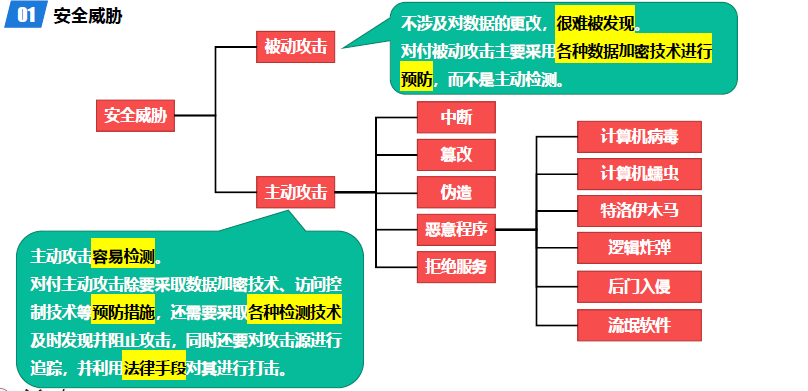 01 安全威胁
不涉及对数据的更改，很难被发现。
对付被动攻击主要采用各种数据加密技术进行
预防，而不是主动检测。
被动攻击
安全威胁
主动攻击
中断
篡改
伪造
恶意程序
拒绝服务
计算机病毒
计算机蠕虫
特洛伊木马
逻辑炸弹
后门入侵
流氓软件
主动攻击容易检测。
对付主动攻击除要采取数据加密技术、访问控
制技术等预防措施，还需要采取各种检测技术
及时发现并阻止攻击，同时还要对攻击源进行
追踪，并利用法律手段对其进行打击。